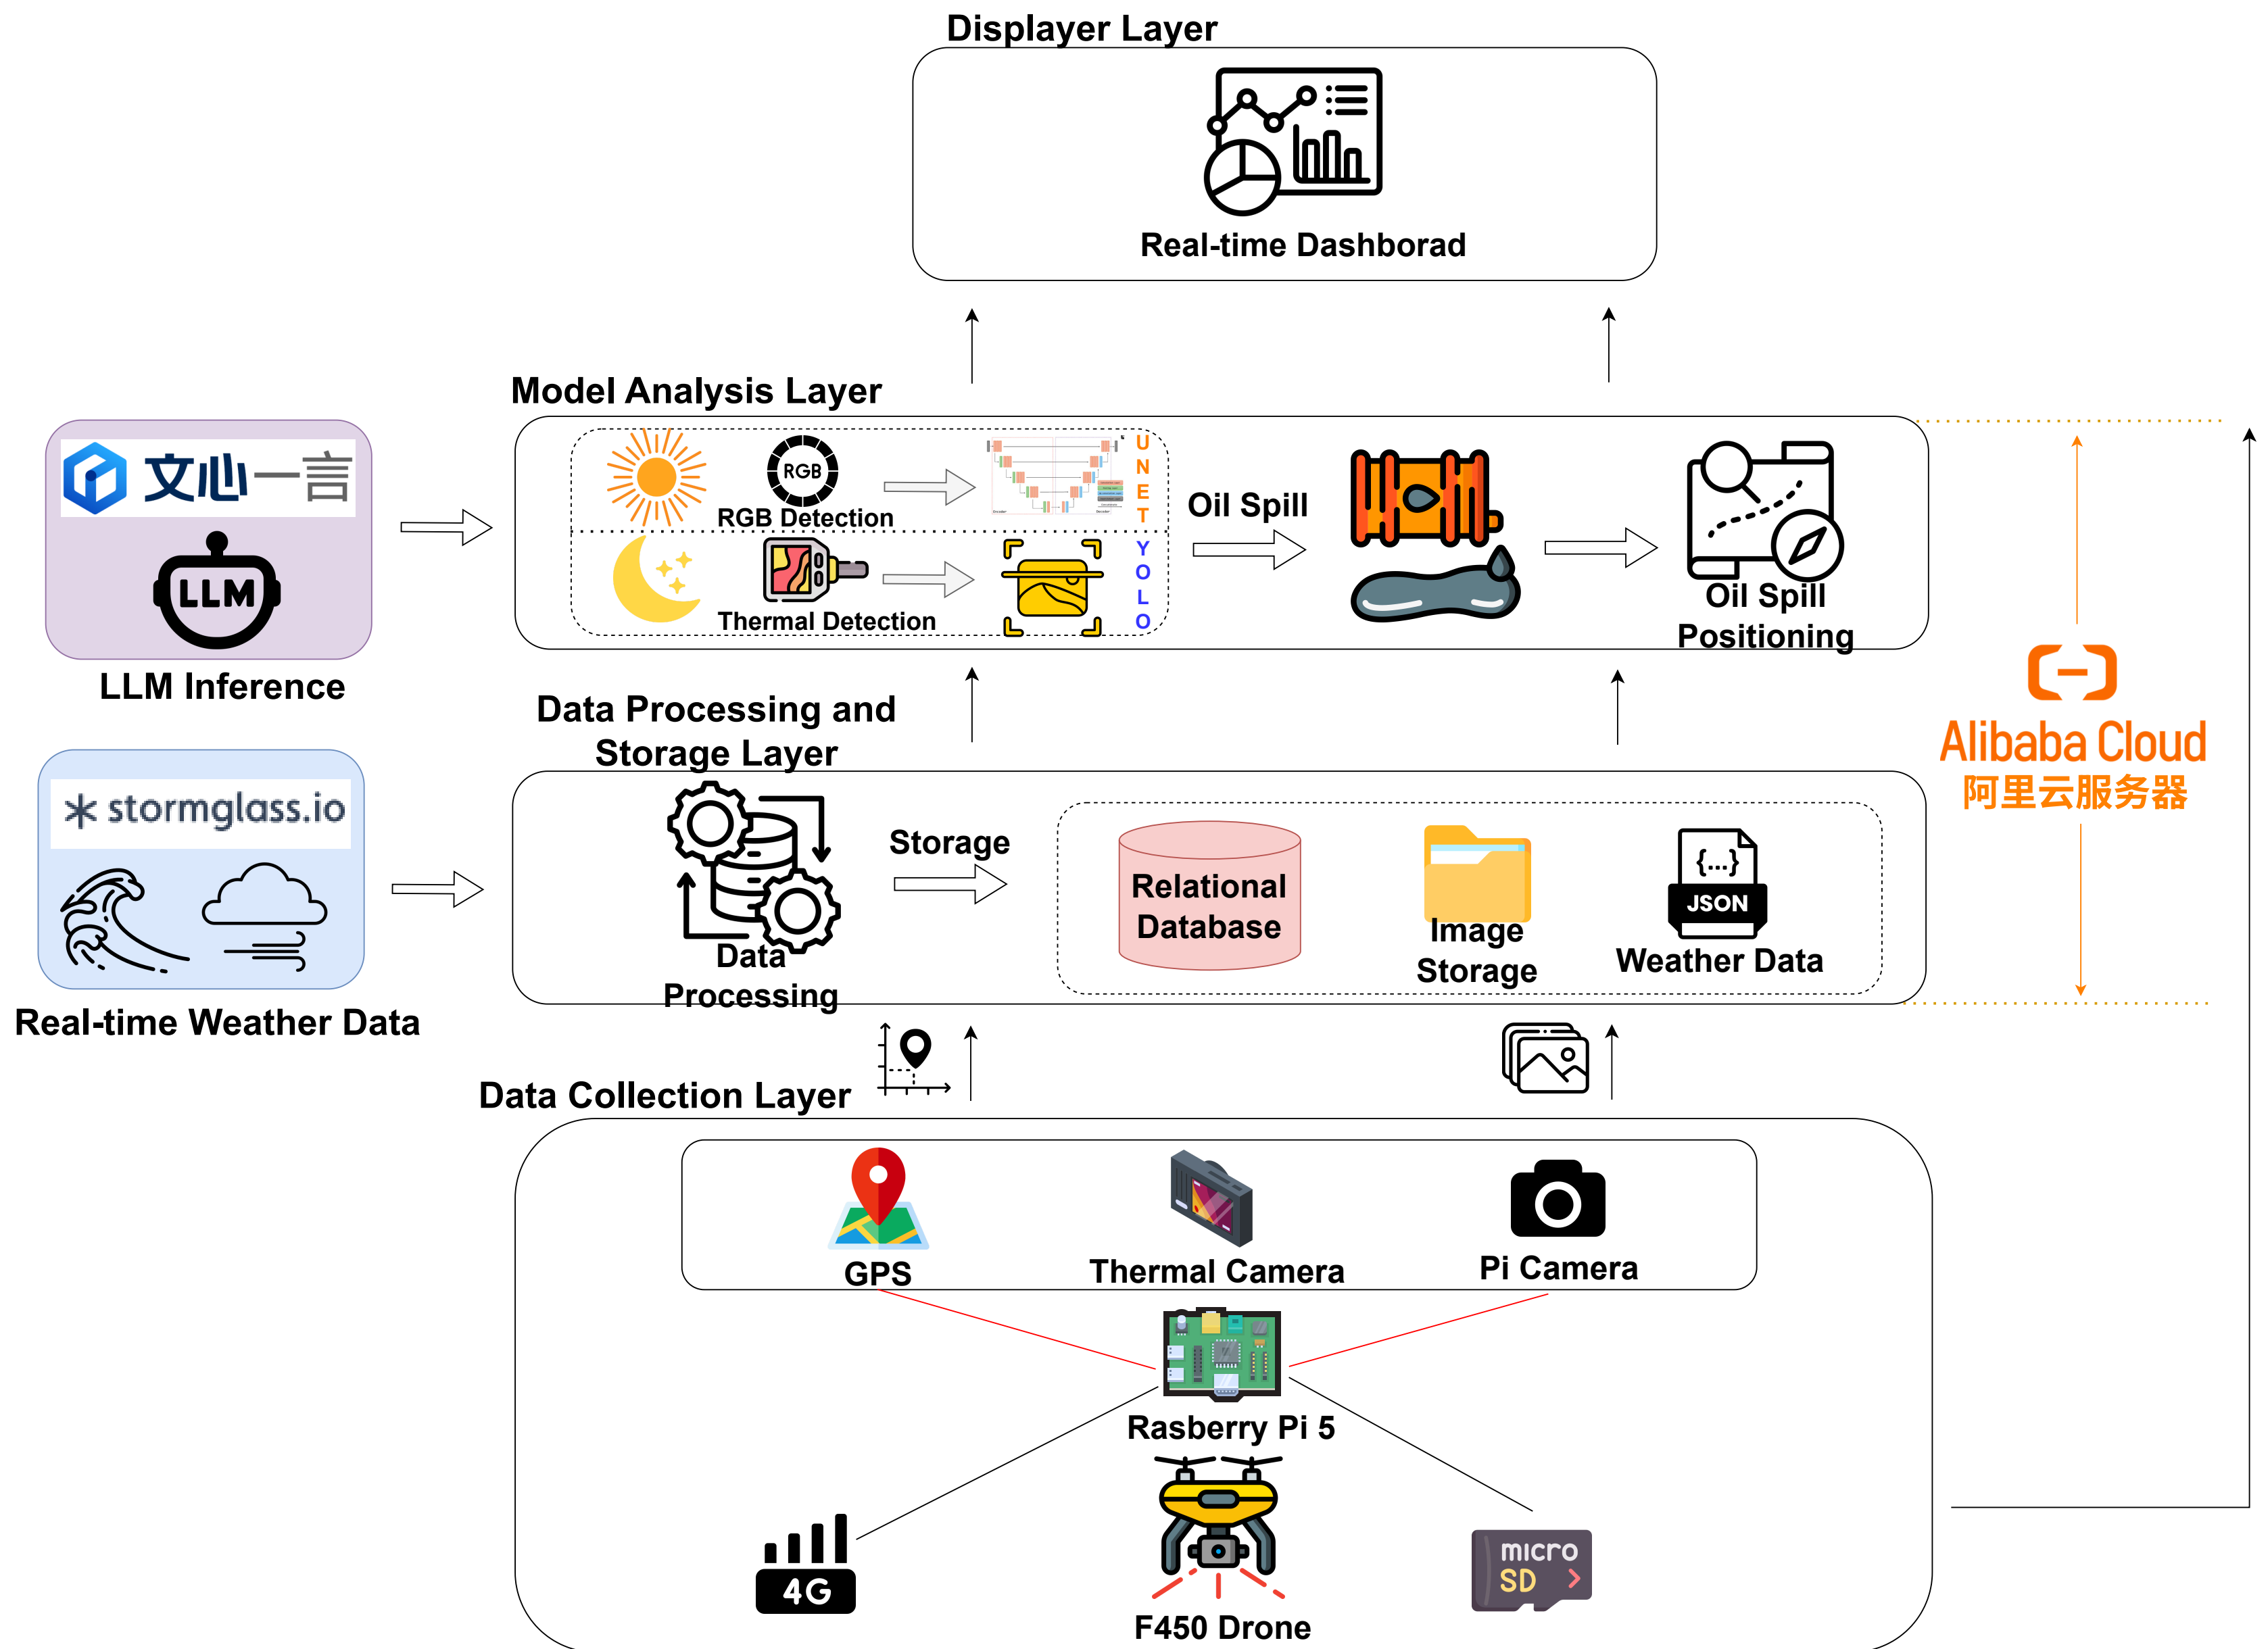 Displayer Layer
Real-time Dashborad
Model Analysis Layer
文心一言
LLM
LLM Inference
RGB
RGB Detection
UNET
Thermal Detection
YOLO
Oil Spill
Oil Spill
Positioning
Alibaba Cloud
阿里云服务器
Data Processing and
Storage Layer
stormglass.io
Real-time Weather Data
Data
Processing
Storage
Relational
Database
Image
Storage
{...}
JSON
Weather Data
Data Collection Layer
GPS
Thermal Camera
Pi Camera
Rasberry Pi 5
4G
F450 Drone
micro
SD